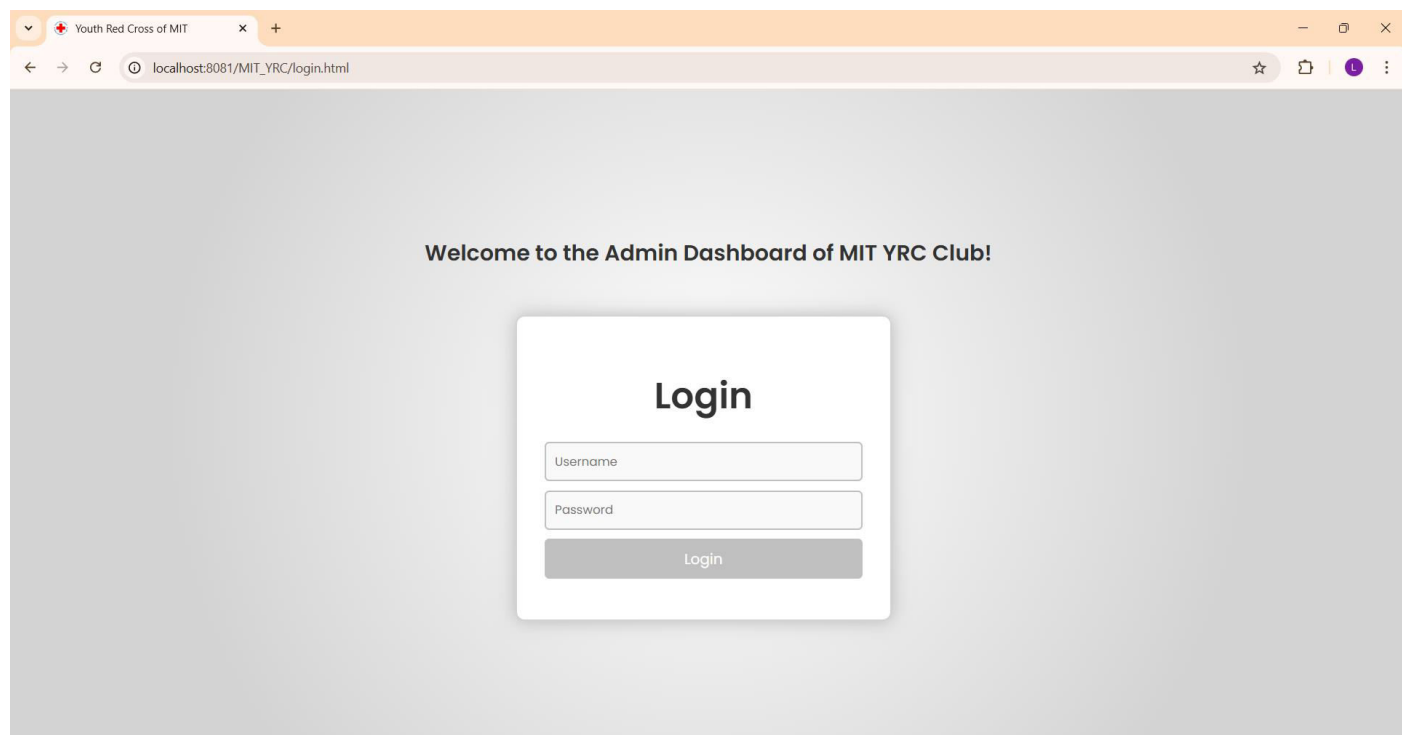 Youth Red Cross of MIT
localhost:8081/MIT_YRC/login.html
L
Welcome to the Admin Dashboard of MIT YRC Club!
Login
Username
Password
Login